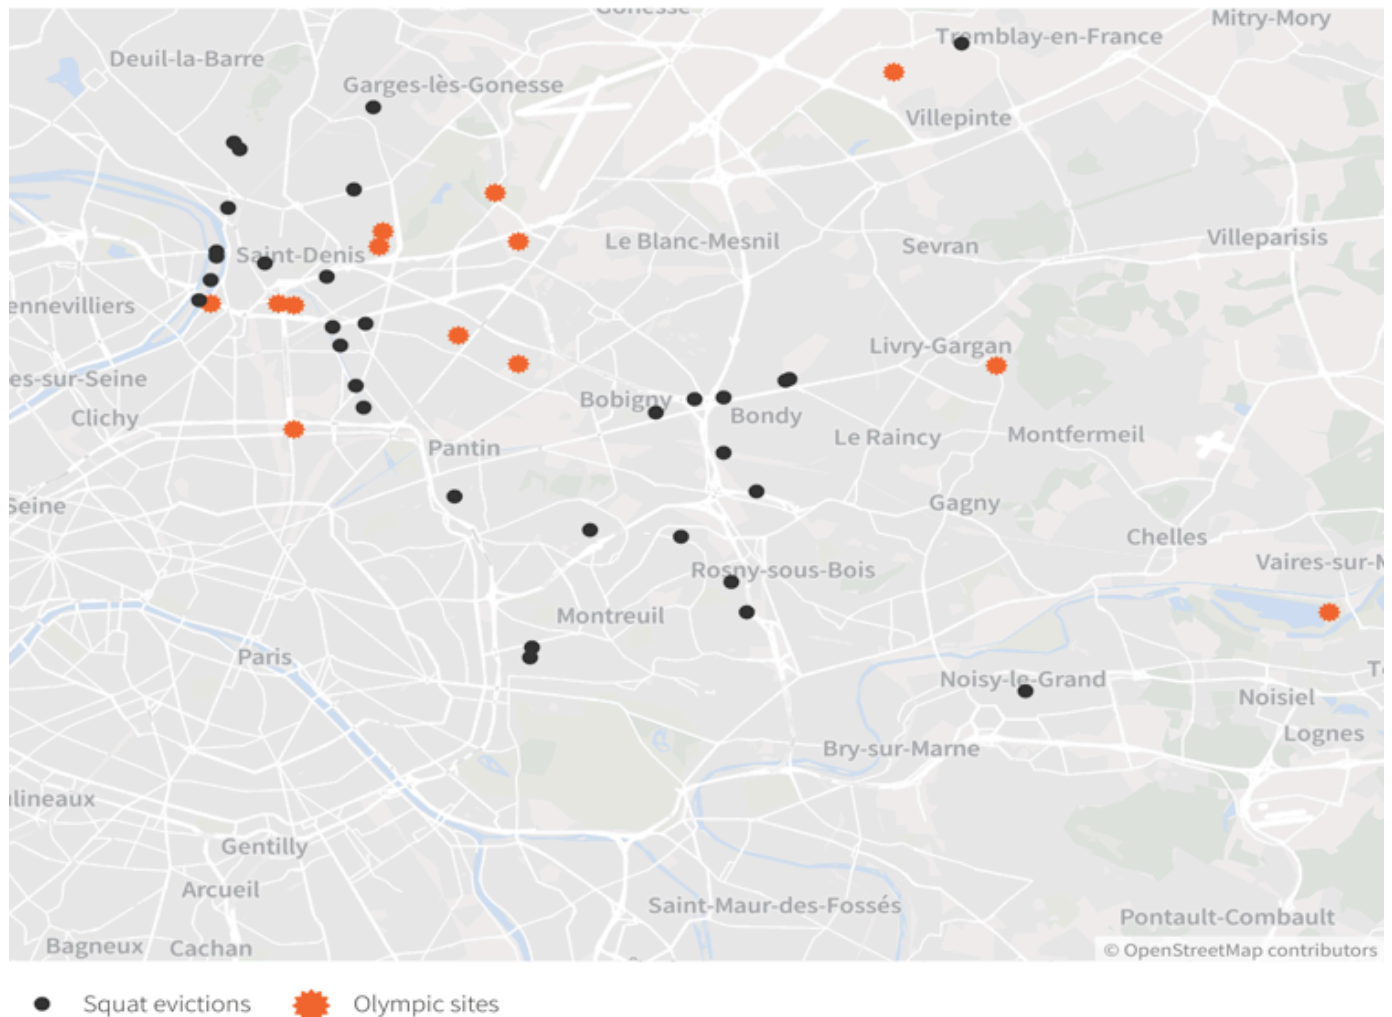 Gonesse
Mitry-Mory
Tremblay-en-France
Deuil-la-Barre
Garges-lès-Gonesse
Villepinte
Villeparisis
Le Blanc-Mesnil
Sevran
Saint-Denis
ennevilliers
Livry-Gargan
es-sur-Seine
Bobigny
Clichy
Bondy
Le Raincy
Montfermeil
Pantin
Seine
Gagny
Chelles
Vaires-sur-M
Rosny-sous-Bois
Montreuil
Paris
Noisy-le-Grand
Noisiel
Lognes
Bry-sur-Marne
lineaux
Gentilly
Arcueil
Saint-Maur-des-Fossés
Pontault-Combault
Bagneux
Cachan
© OpenStreetMap contributors
Squat evictions
Olympic sites